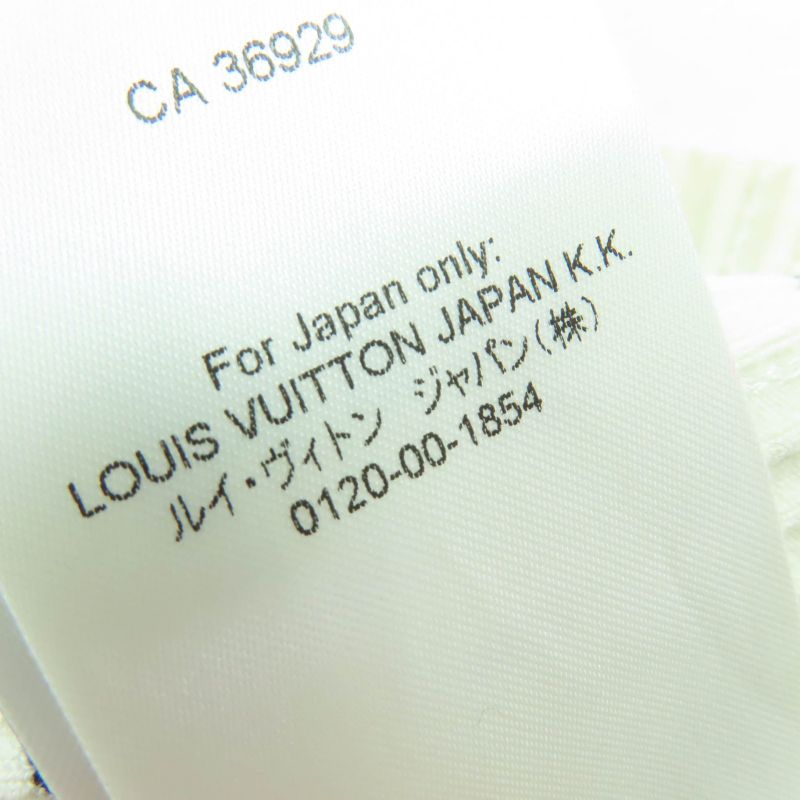 CA 36929
For Japan only:
LOUIS VUITTON JAPAN K.K.
ルイ・ヴィトン ジャパン(株)
0120-00-1854